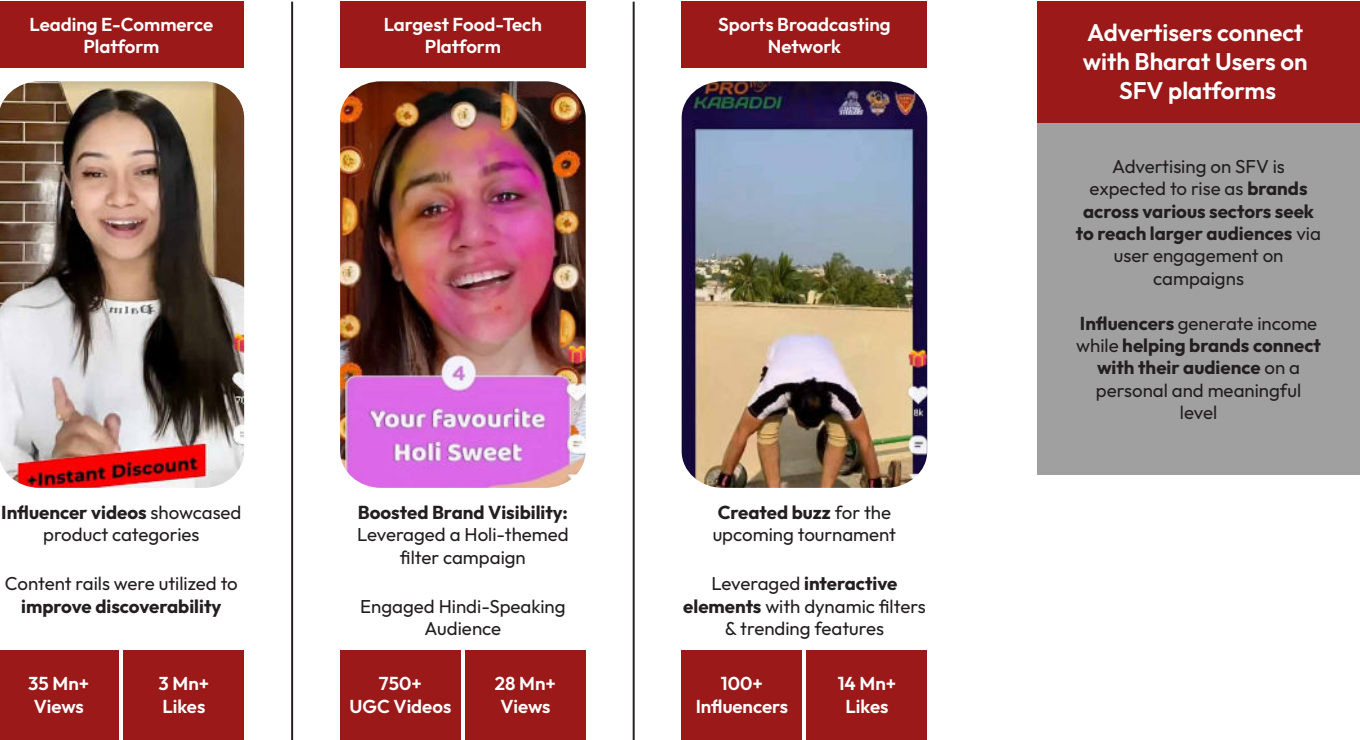 Leading E-Commerce
Platform
+Instant Discount
Influencer videos showcased
product categories
Content rails were utilized to
improve discoverability
35 Mn+
Views
3 Mn+
Likes
Largest Food-Tech
Platform
4
Your favourite
Holi Sweet
Boosted Brand Visibility:
Leveraged a Holi-themed
filter campaign
Engaged Hindi-Speaking
Audience
750+
UGC Videos
28 Mn+
Views
Sports Broadcasting
Network
PRO
KABADDI
8k
Created buzz for the
upcoming tournament
Leveraged interactive
elements with dynamic filters
& trending features
100+
Influencers
14 Mn+
Likes
Advertisers connect
with Bharat Users on
SFV platforms
Advertising on SFV is
expected to rise as brands
across various sectors seek
to reach larger audiences via
user engagement on
campaigns
Influencers generate income
while helping brands connect
with their audience on a
personal and meaningful
level